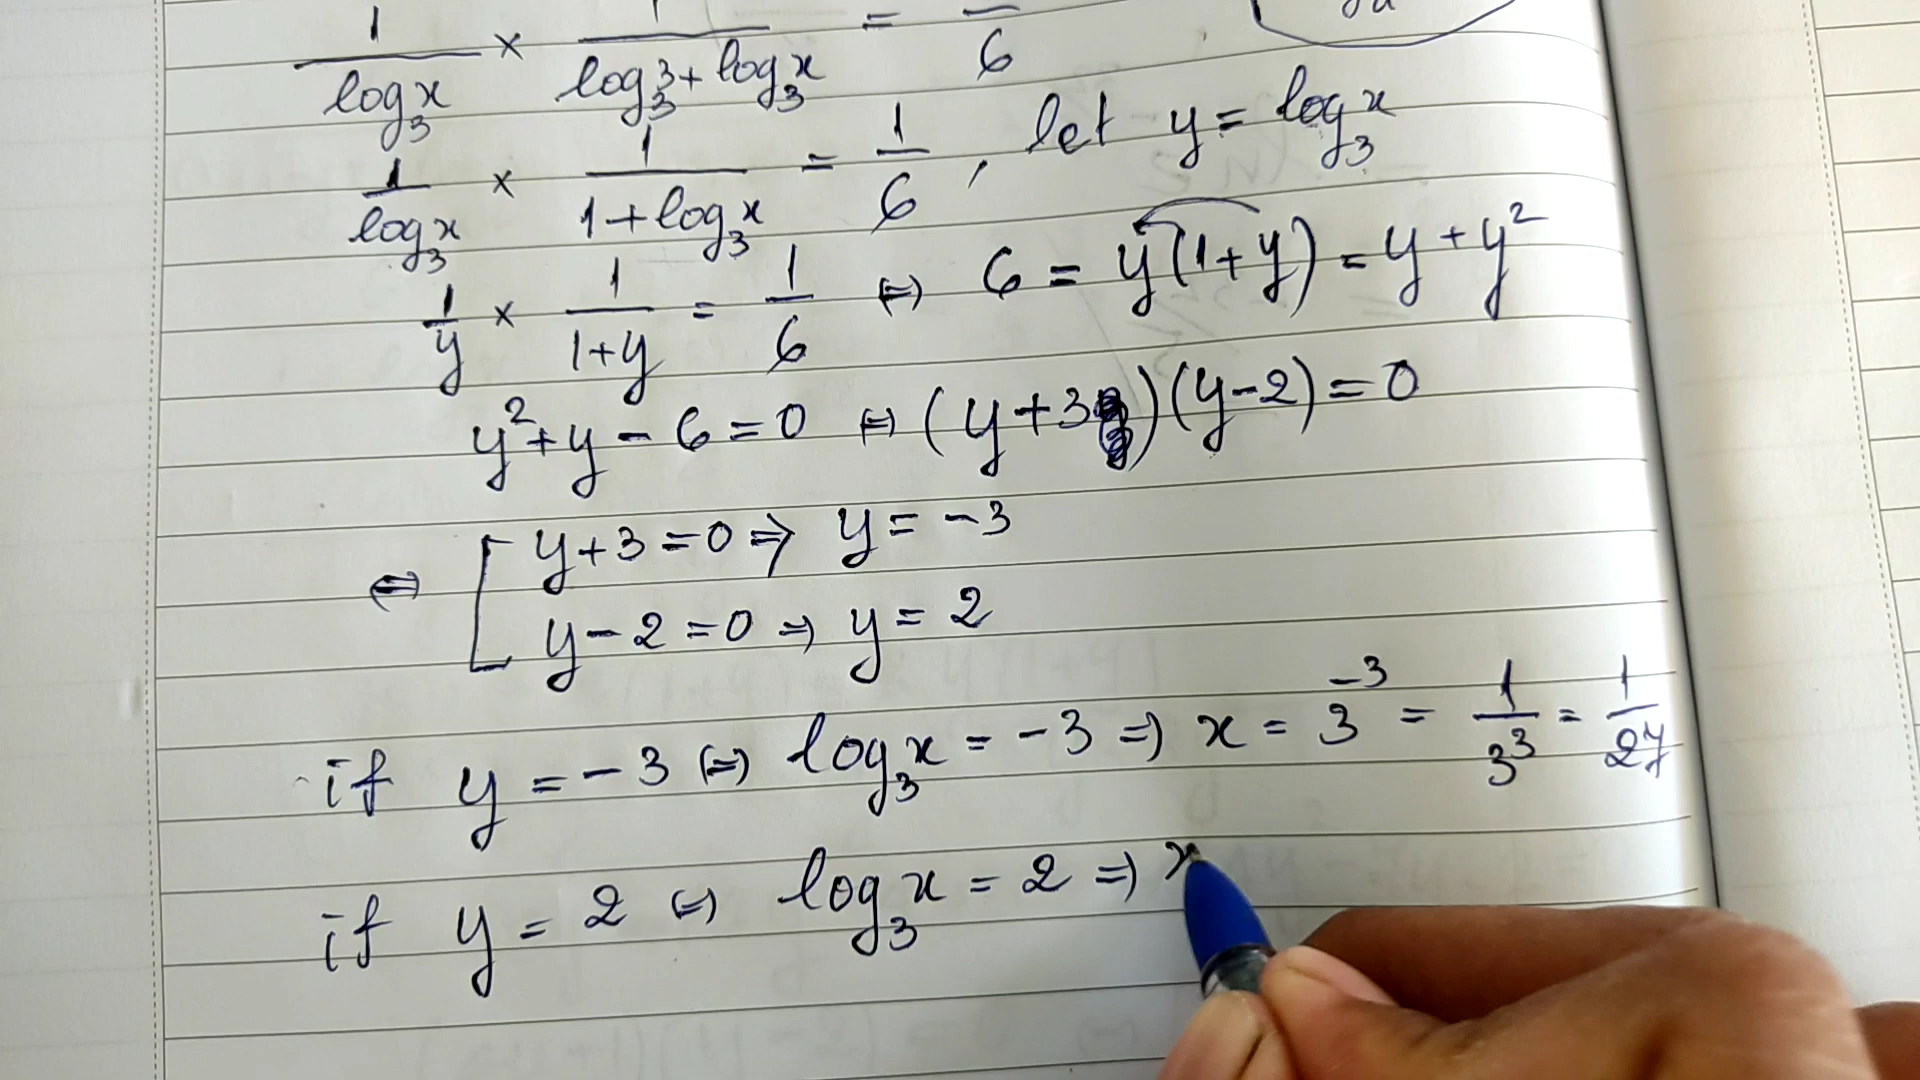 1/log₃x × 1/(log₃3 + log₃x) = /6
1/log₃x × 1/(1+log₃x) = 1/6 , let y = log₃x
1/y × 1/(1+y) = 1/6 ⇔ 6 = y(1+y) = y + y²
y² + y − 6 = 0 ⇔ (y+3)(y−2) = 0
⇔ [ y+3=0 ⇒ y = −3
y−2=0 ⇒ y = 2
if y = −3 ⇔ log₃x = −3 ⇒ x = 3⁻³ = 1/3³ = 1/27
if y = 2 ⇔ log₃x = 2 ⇒ x